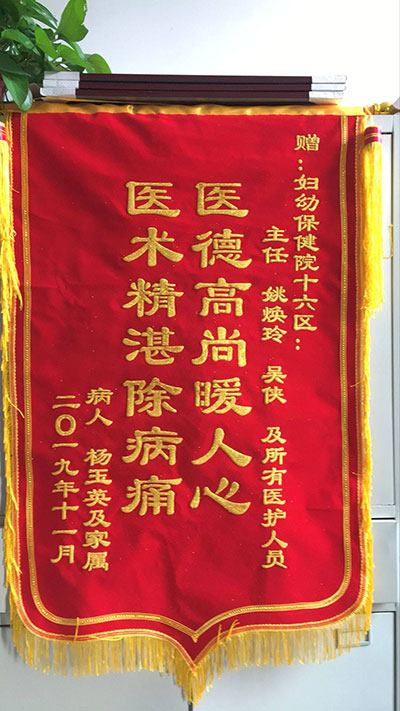 赠：妇幼保健院十六区：
主任 姚焕玲 吴侠 及所有医护人员
医德高尚暖人心
医术精湛除病痛
病人 杨玉英及家属
二〇一九年十一月